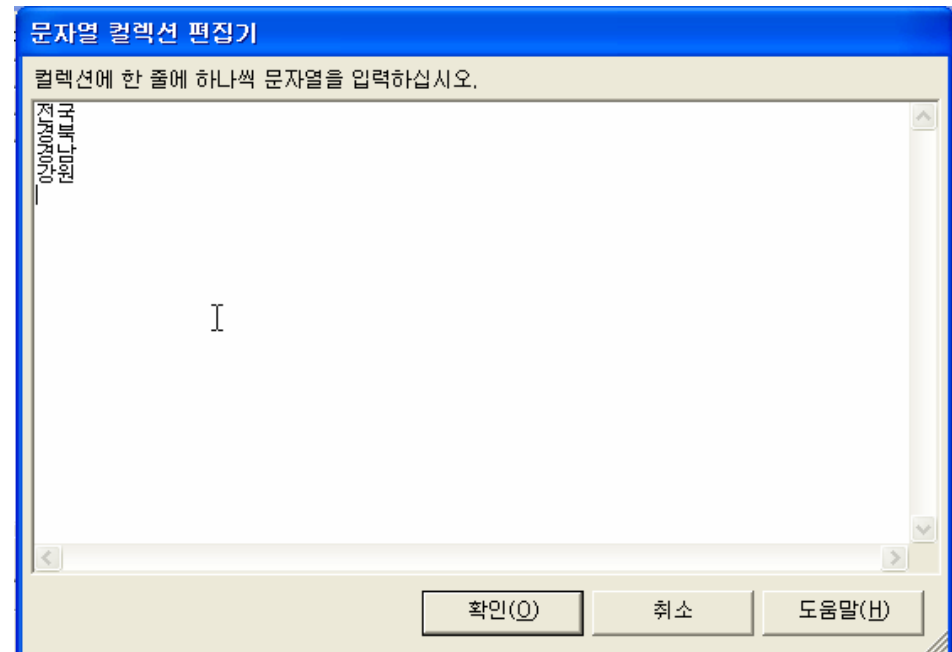 문자열 컬렉션 편집기
컬렉션에 한 줄에 하나씩 문자열을 입력하십시오.
전국
경북
경남
강원
확인(O)
취소
도움말(H)